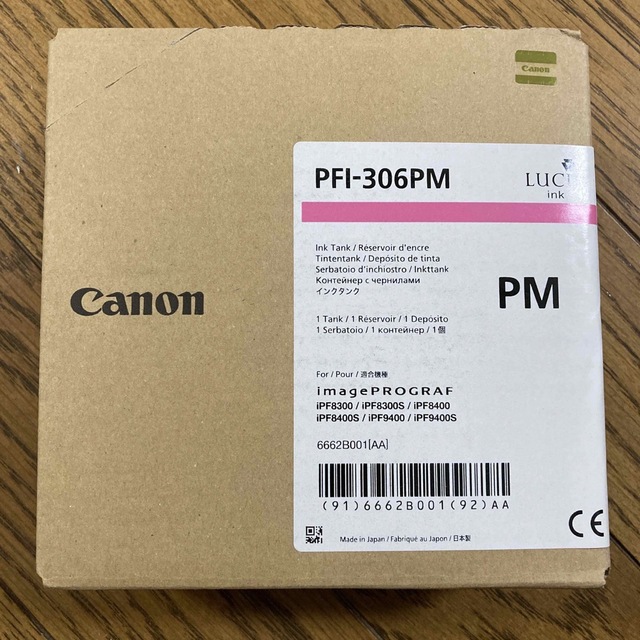 Canon
PFI-306PM
LUCI
ink
Ink Tank / Réservoir d'encre
Tintentank / Depósito de tinta
Serbatoio d'inchiostro / Inkttank
Контейнер с чернилами
インクタンク
PM
Canon
1 Tank / 1 Réservoir / 1 Depósito
1 Serbatoio / 1 контейнер / 1個
For / Pour / 適合機種
imagePROGRAF
iPF8300 / iPF8300S / iPF8400
iPF8400S / iPF9400 / iPF9400S
6662B001[AA]
(91)6662B001(92)AA
CE
Made in Japan / Fabriqué au Japon / 日本製